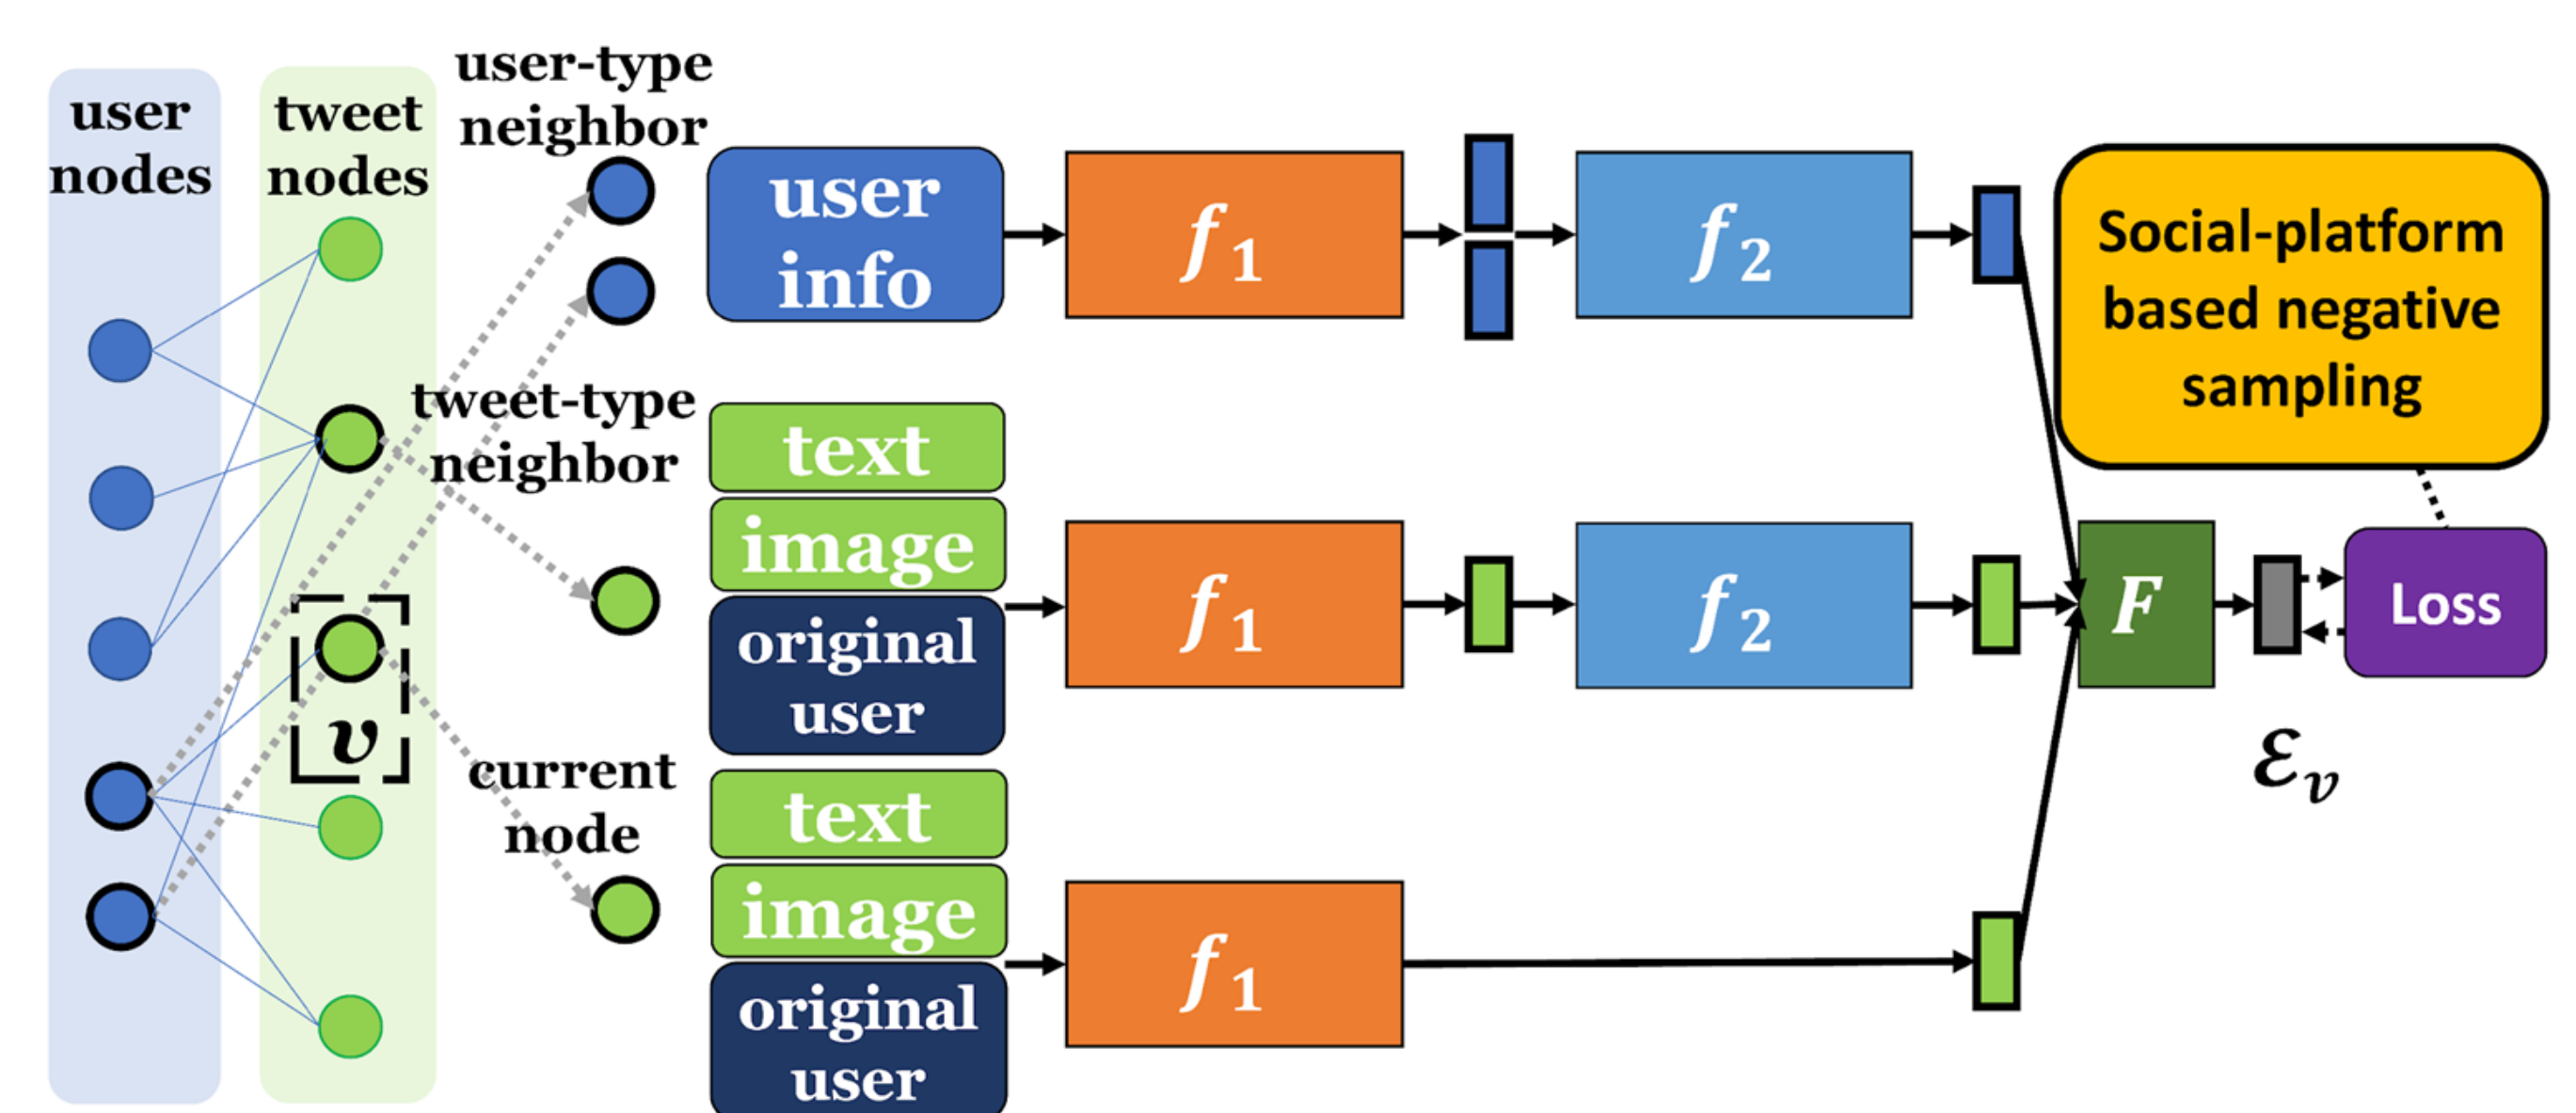 user
nodes
tweet
nodes
v
user-type
neighbor
tweet-type
neighbor
current
node
user
info
f1
f2
text
image
original
user
f1
f2
text
image
original
user
f1
Social-platform
based negative
sampling
F
Loss
ℰv